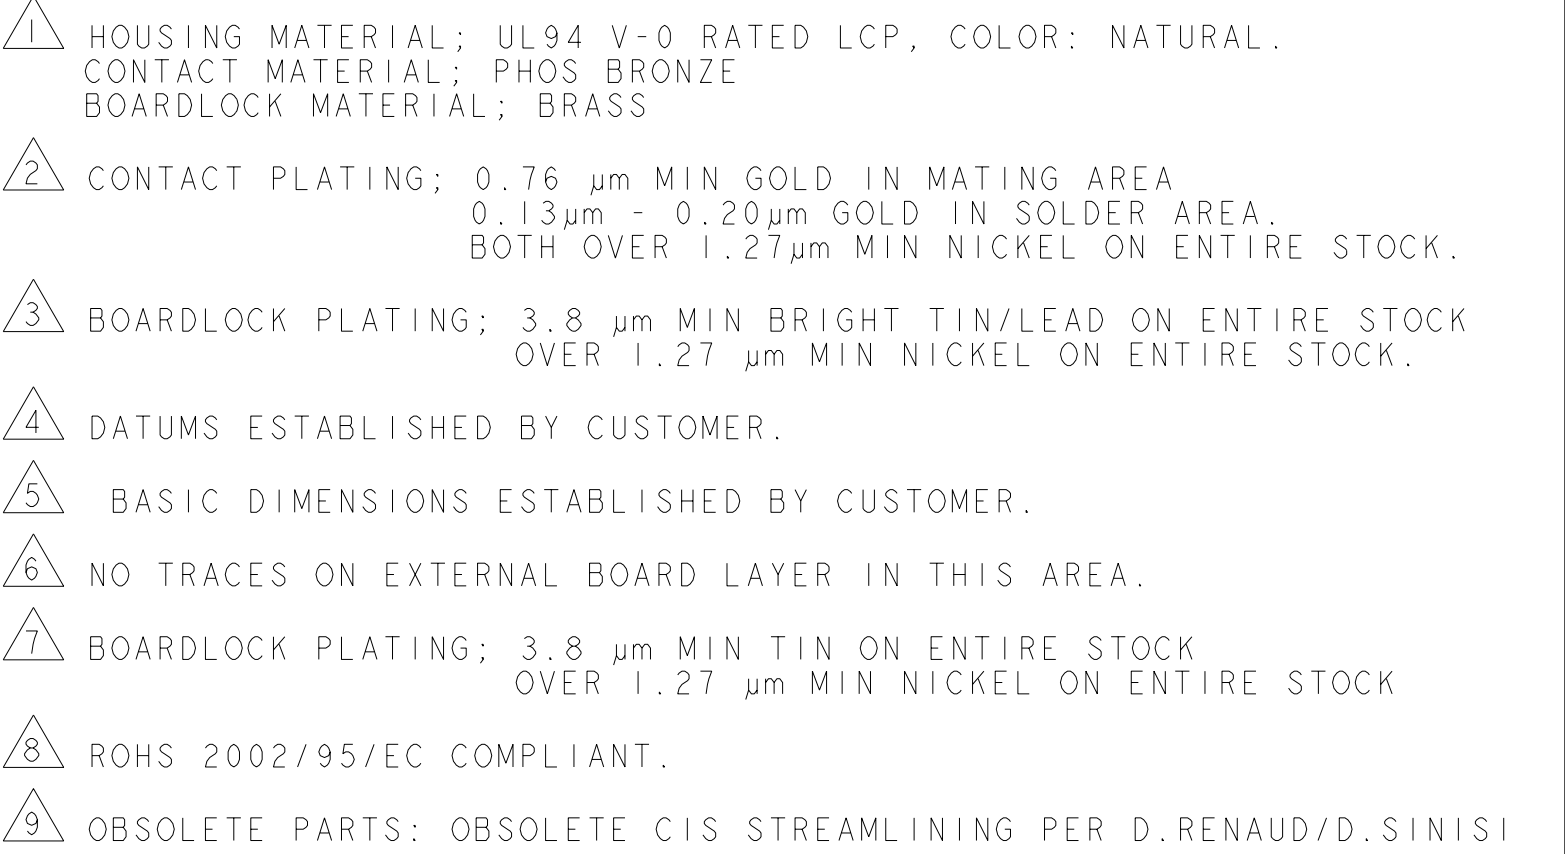 1 HOUSING MATERIAL; UL94 V-0 RATED LCP, COLOR: NATURAL.
CONTACT MATERIAL; PHOS BRONZE
BOARDLOCK MATERIAL; BRASS
2 CONTACT PLATING; 0.76 µm MIN GOLD IN MATING AREA
0.13µm - 0.20µm GOLD IN SOLDER AREA.
BOTH OVER 1.27µm MIN NICKEL ON ENTIRE STOCK.
3 BOARDLOCK PLATING; 3.8 µm MIN BRIGHT TIN/LEAD ON ENTIRE STOCK
OVER 1.27 µm MIN NICKEL ON ENTIRE STOCK.
4 DATUMS ESTABLISHED BY CUSTOMER.
5 BASIC DIMENSIONS ESTABLISHED BY CUSTOMER.
6 NO TRACES ON EXTERNAL BOARD LAYER IN THIS AREA.
7 BOARDLOCK PLATING; 3.8 µm MIN TIN ON ENTIRE STOCK
OVER 1.27 µm MIN NICKEL ON ENTIRE STOCK
8 ROHS 2002/95/EC COMPLIANT.
9 OBSOLETE PARTS: OBSOLETE CIS STREAMLINING PER D.RENAUD/D.SINISI